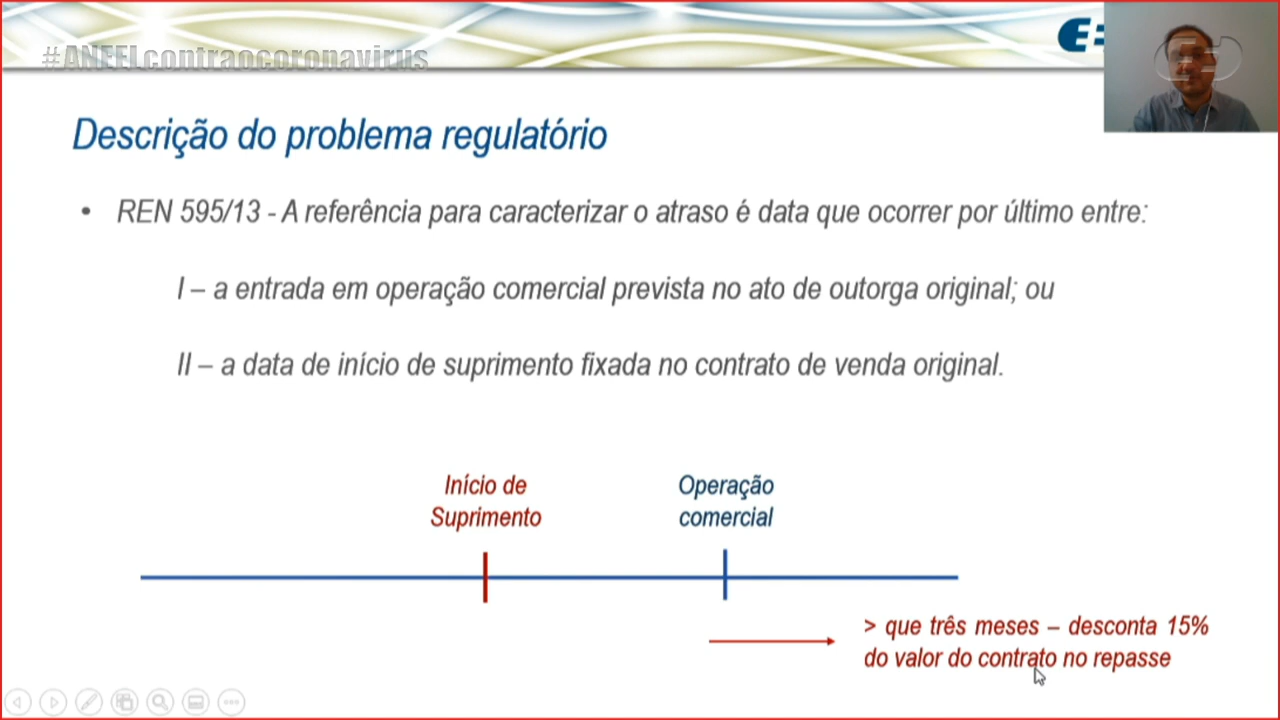 #ANEELcontraocoronavirus
Descrição do problema regulatório
• REN 595/13 - A referência para caracterizar o atraso é data que ocorrer por último entre:
I – a entrada em operação comercial prevista no ato de outorga original; ou
II – a data de início de suprimento fixada no contrato de venda original.
Início de
Suprimento
Operação
comercial
> que três meses – desconta 15%
do valor do contrato no repasse